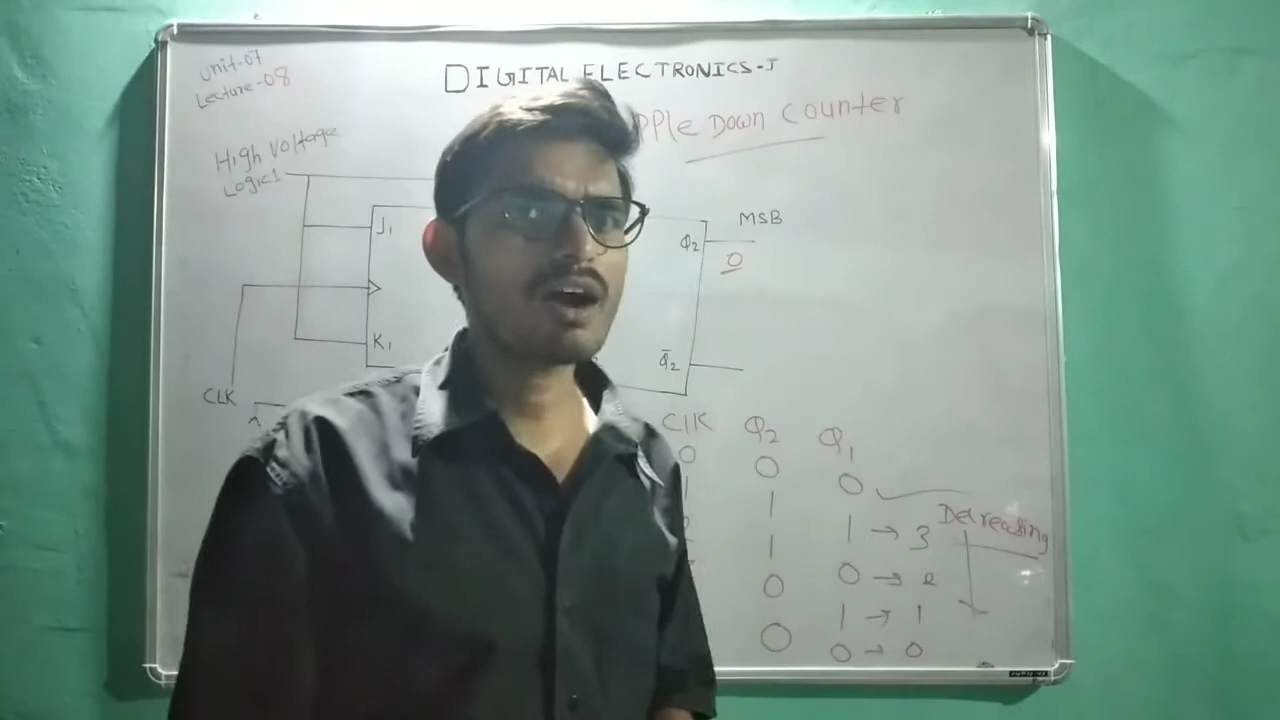 Unit-07
Lecture-08
DIGITAL ELECTRONICS-I
pple Down Counter
High Voltage
Logic1
J1
K1
CLK
MSB
Q2
0
Q̄2
CLK Q2 Q1
0 0 0
1 1 1 → 3
2 1 0 → 2
0 1 → 1
0 0 → 0
Decreasing